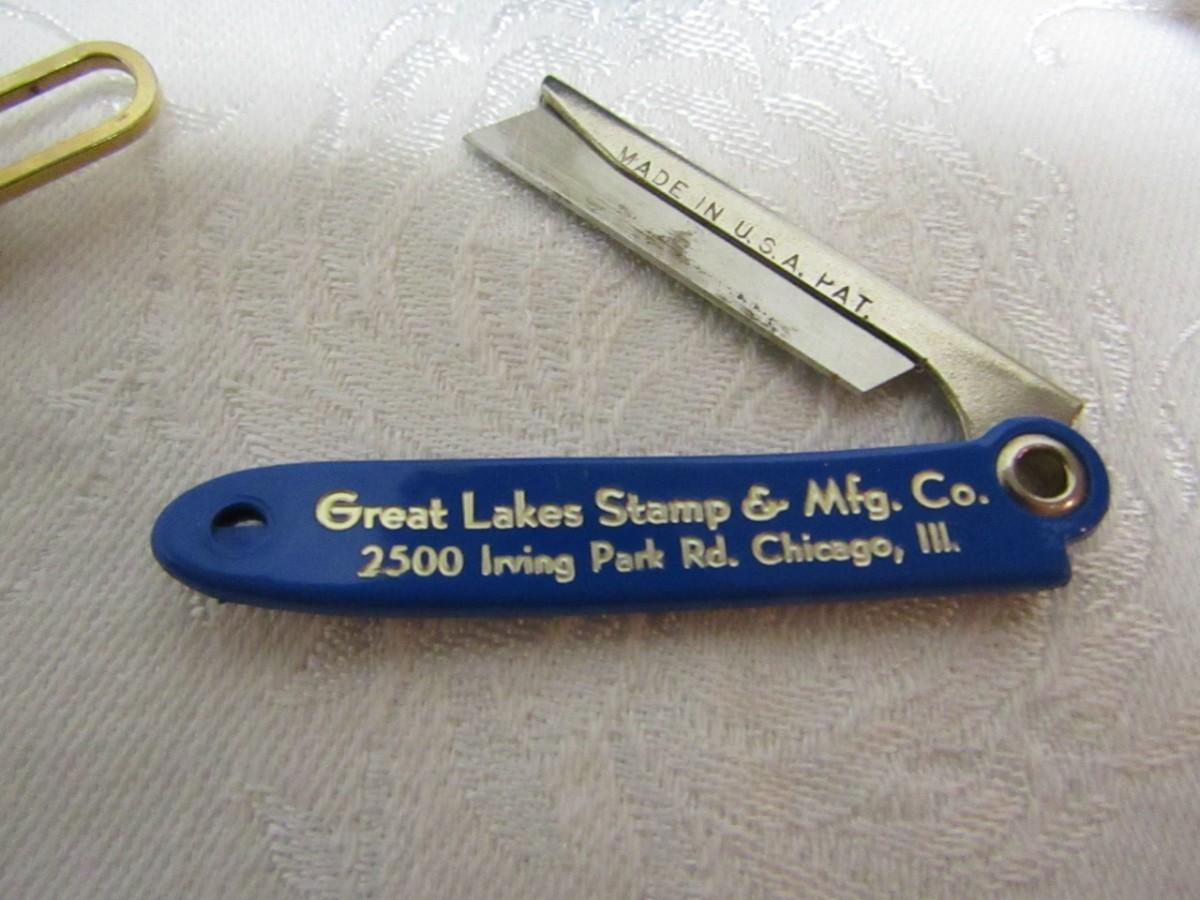 MADE IN U.S.A. PAT.
Great Lakes Stamp & Mfg. Co.
2500 Irving Park Rd. Chicago, Ill.